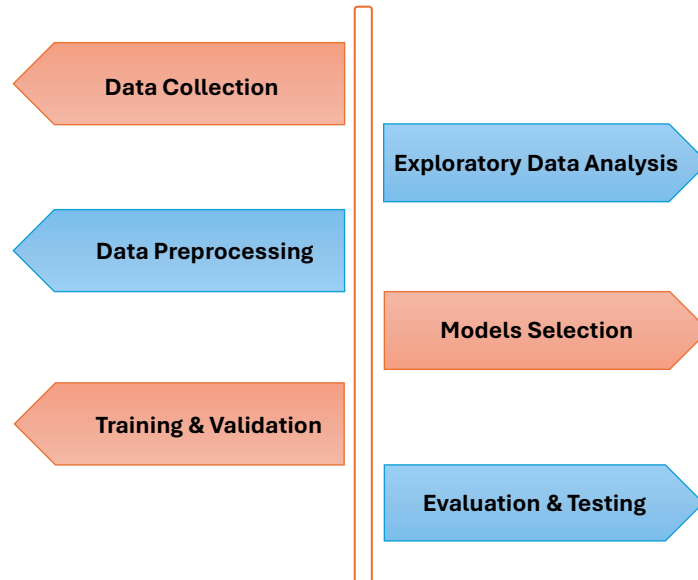 Data Collection
Exploratory Data Analysis
Data Preprocessing
Models Selection
Training & Validation
Evaluation & Testing